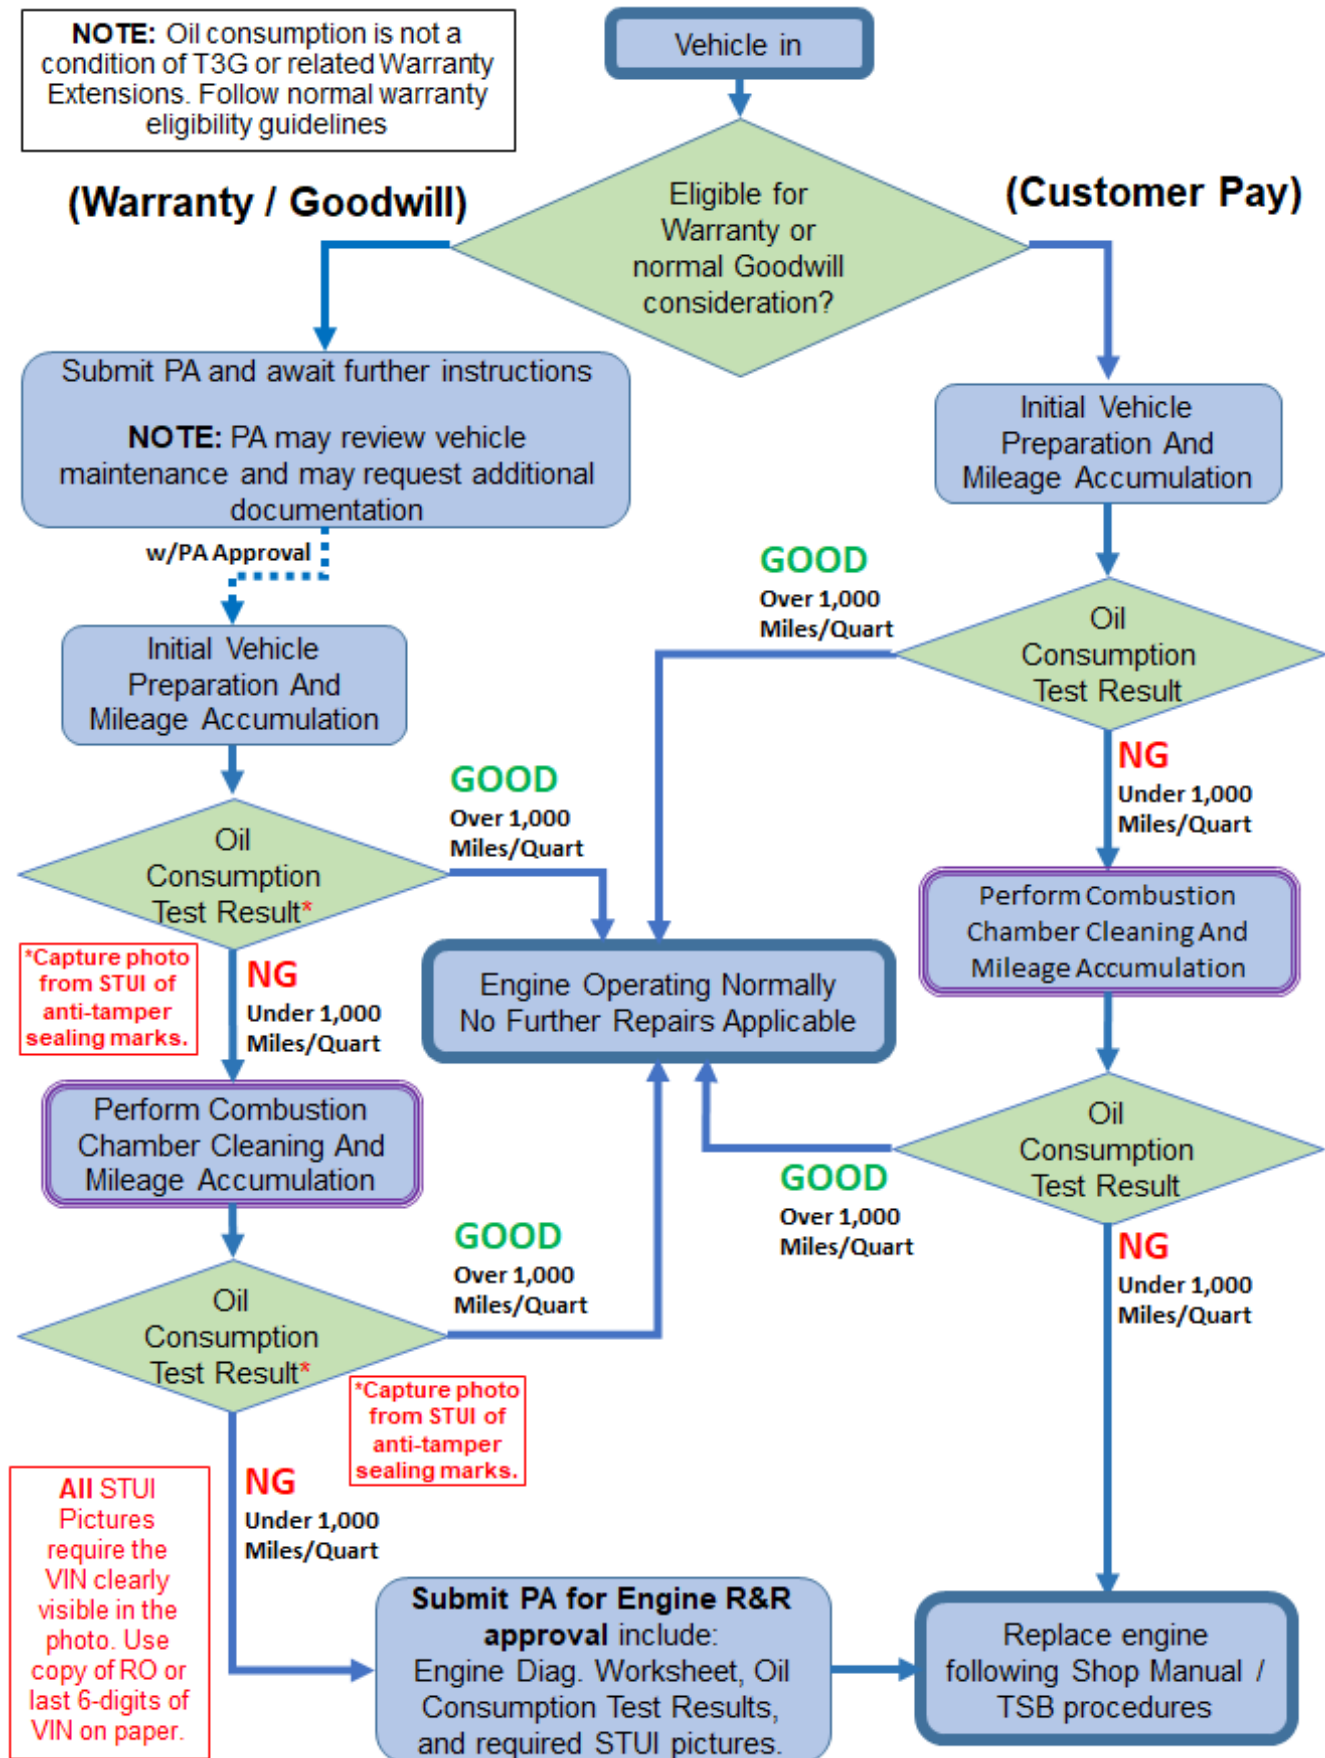 NOTE: Oil consumption is not a
condition of T3G or related Warranty
Extensions. Follow normal warranty
eligibility guidelines
Vehicle in
(Warranty / Goodwill)
Eligible for
Warranty or
normal Goodwill
consideration?
(Customer Pay)
Submit PA and await further instructions
NOTE: PA may review vehicle
maintenance and may request additional
documentation
w/PA Approval
Initial Vehicle
Preparation And
Mileage Accumulation
Initial Vehicle
Preparation And
Mileage Accumulation
GOOD
Over 1,000
Miles/Quart
Oil
Consumption
Test Result
NG
Under 1,000
Miles/Quart
GOOD
Over 1,000
Miles/Quart
Oil
Consumption
Test Result*
*Capture photo
from STUI of
anti-tamper
sealing marks.
NG
Under 1,000
Miles/Quart
Engine Operating Normally
No Further Repairs Applicable
Perform Combustion
Chamber Cleaning And
Mileage Accumulation
Perform Combustion
Chamber Cleaning And
Mileage Accumulation
Oil
Consumption
Test Result
GOOD
Over 1,000
Miles/Quart
NG
Under 1,000
Miles/Quart
GOOD
Over 1,000
Miles/Quart
Oil
Consumption
Test Result*
*Capture photo
from STUI of
anti-tamper
sealing marks.
NG
Under 1,000
Miles/Quart
All STUI
Pictures
require the
VIN clearly
visible in the
photo. Use
copy of RO or
last 6-digits of
VIN on paper.
Submit PA for Engine R&R
approval include:
Engine Diag. Worksheet, Oil
Consumption Test Results,
and required STUI pictures.
Replace engine
following Shop Manual /
TSB procedures